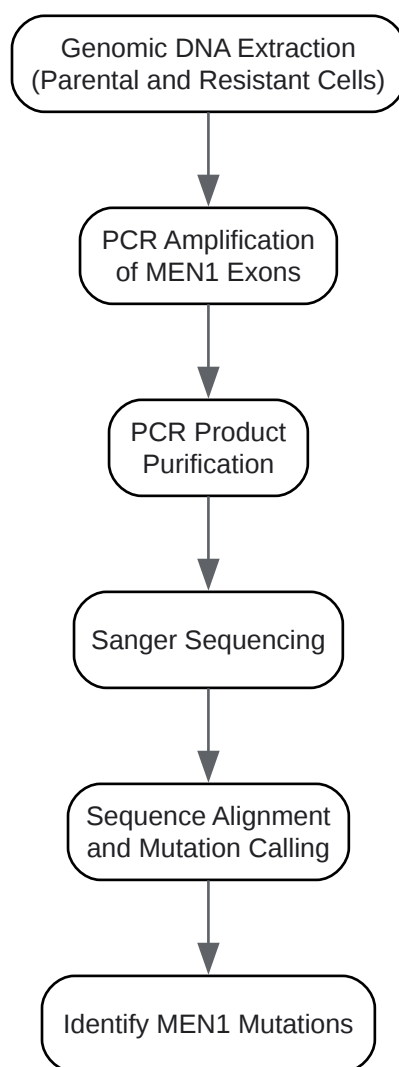 Genomic DNA Extraction
(Parental and Resistant Cells)
PCR Amplification
of MEN1 Exons
PCR Product
Purification
Sanger Sequencing
Sequence Alignment
and Mutation Calling
Identify MEN1 Mutations